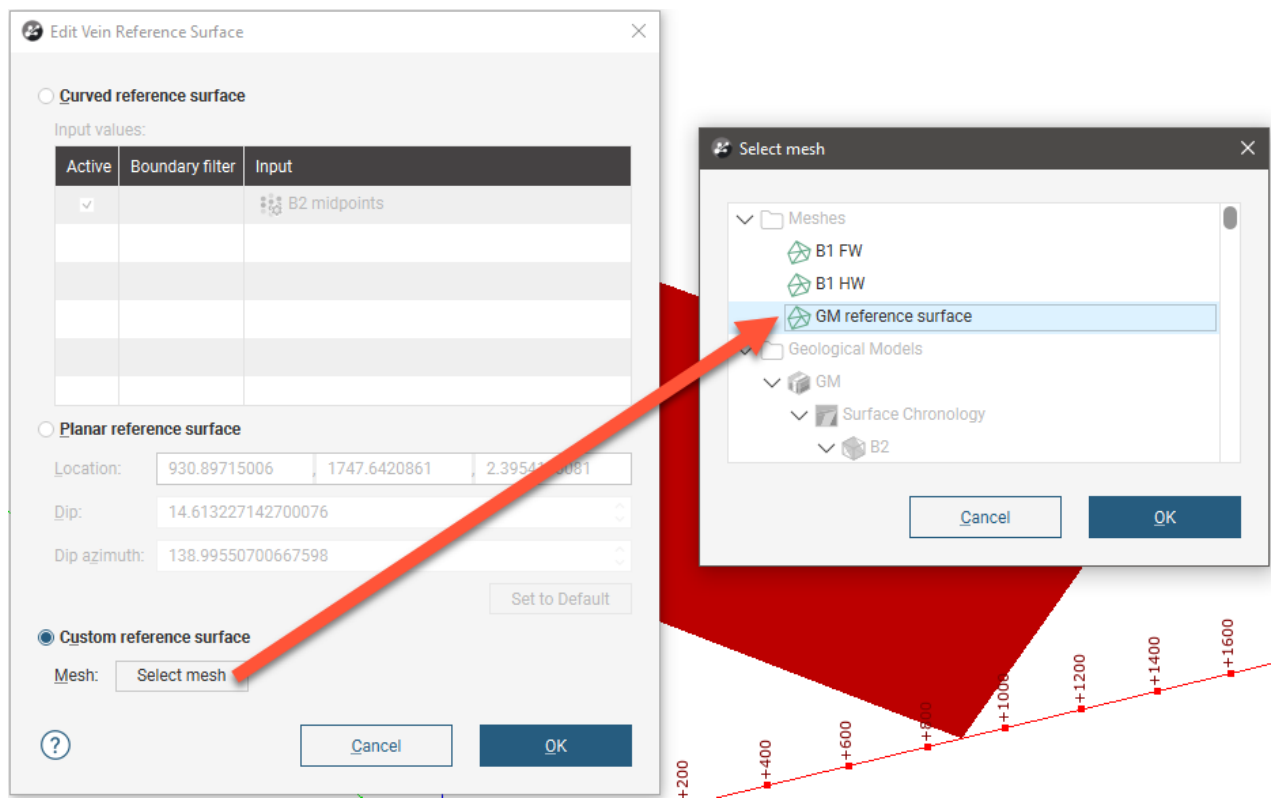 Edit Vein Reference Surface
Curved reference surface
Input values:
Active Boundary filter Input
B2 midpoints
Planar reference surface
Location: 930.89715006 , 1747.6420861 ,
Dip: 14.613227142700076
Dip azimuth: 138.99550700667598
Set to Default
Custom reference surface
Mesh: Select mesh
? Cancel OK
Select mesh
Meshes
B1 FW
B1 HW
GM reference surface
Geological Models
GM
Surface Chronology
B2
Cancel OK
+200
+400
+600
+800
+1000
+1200
+1400
+1600